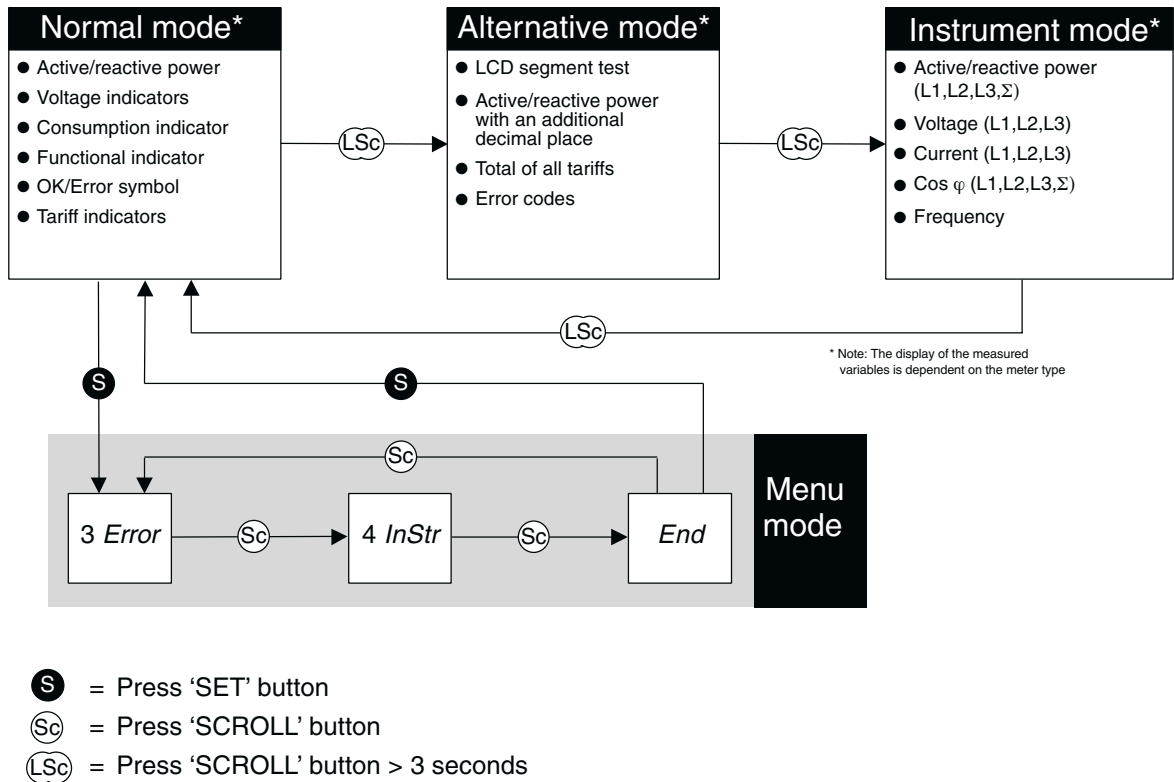 Normal mode*
● Active/reactive power
● Voltage indicators
● Consumption indicator
● Functional indicator
● OK/Error symbol
● Tariff indicators
LSc
Alternative mode*
● LCD segment test
● Active/reactive power
with an additional
decimal place
● Total of all tariffs
● Error codes
LSc
Instrument mode*
● Active/reactive power
(L1,L2,L3,Σ)
● Voltage (L1,L2,L3)
● Current (L1,L2,L3)
● Cos φ (L1,L2,L3,Σ)
● Frequency
LSc
* Note: The display of the measured
variables is dependent on the meter type
S
S
Sc
3 Error
Sc
4 InStr
Sc
End
Menu
mode
S = Press ‘SET’ button
Sc = Press ‘SCROLL’ button
LSc = Press ‘SCROLL’ button > 3 seconds